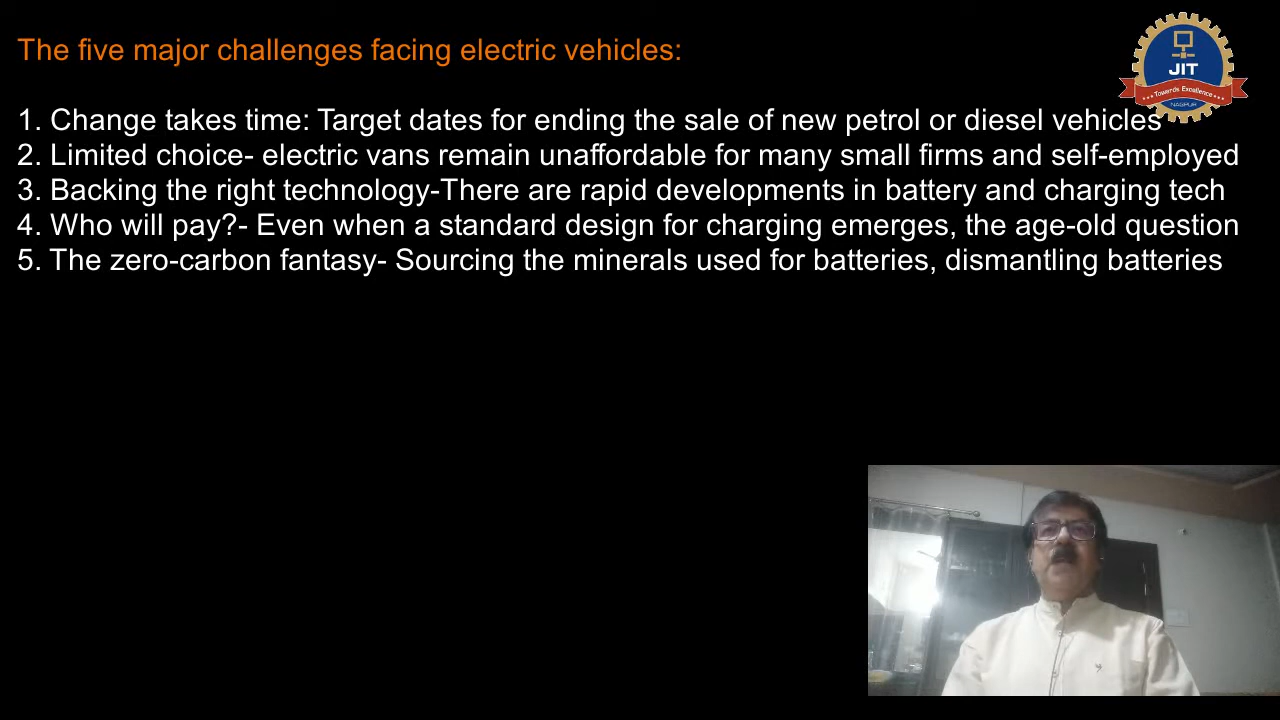 The five major challenges facing electric vehicles:
1. Change takes time: Target dates for ending the sale of new petrol or diesel vehicles
2. Limited choice- electric vans remain unaffordable for many small firms and self-employed
3. Backing the right technology-There are rapid developments in battery and charging tech
4. Who will pay?- Even when a standard design for charging emerges, the age-old question
5. The zero-carbon fantasy- Sourcing the minerals used for batteries, dismantling batteries
JIT
Towards Excellence
NAGPUR